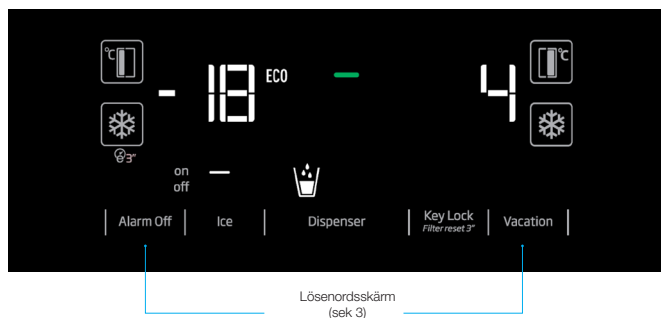 °C
°C
- 18 ECO
4
3"
on
off
Alarm Off
Ice
Dispenser
Key Lock
Filter reset 3"
Vacation
Lösenordsskärm
(sek 3)